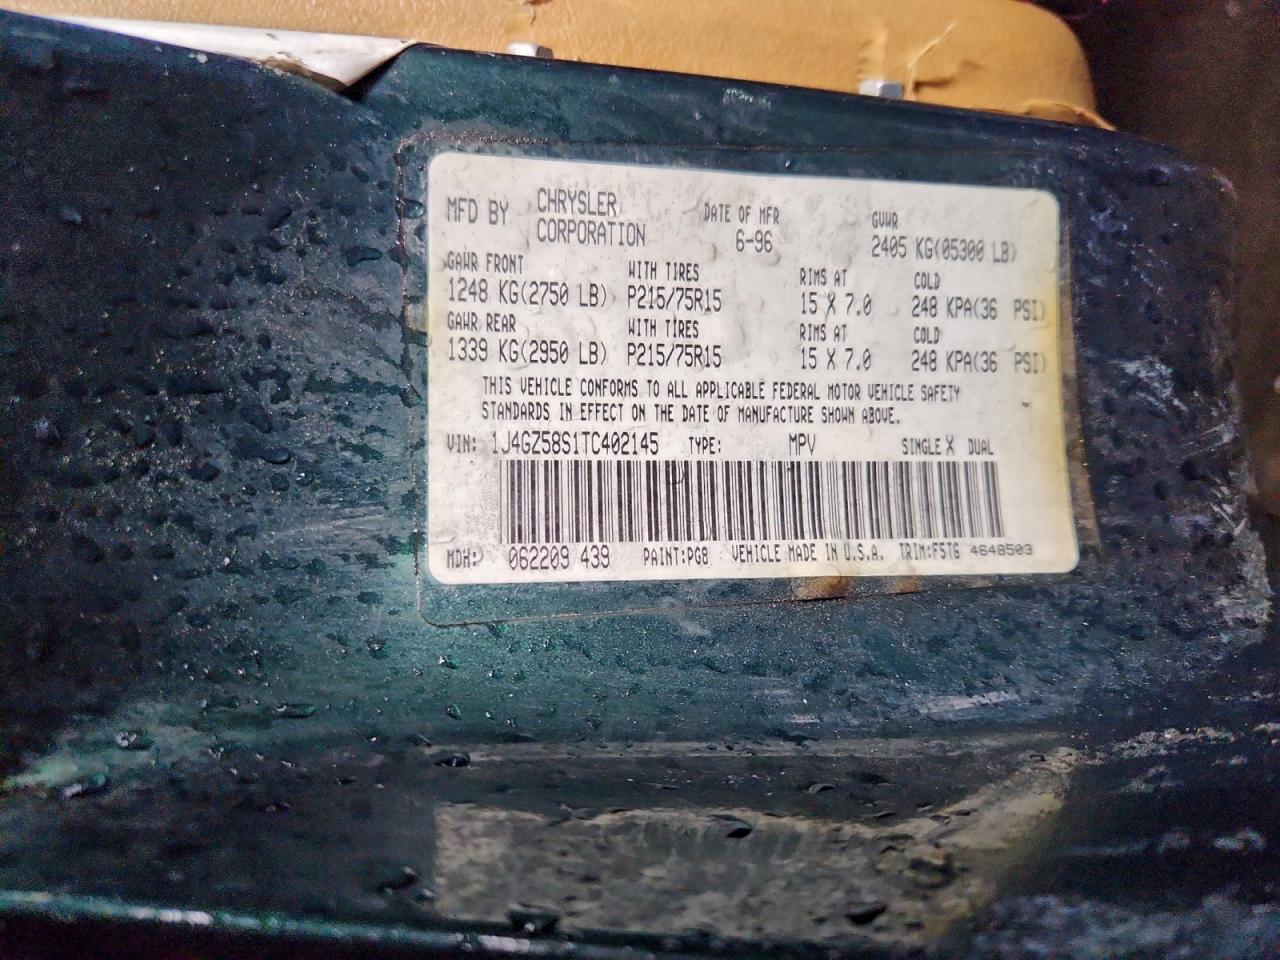 MFD BY CHRYSLER CORPORATION DATE OF MFR 6-96 GVWR 2405 KG(05300 LB)
GAWR FRONT WITH TIRES RIMS AT COLD
1248 KG(2750 LB) P215/75R15 15 X 7.0 248 KPA(36 PSI)
GAWR REAR WITH TIRES RIMS AT COLD
1339 KG(2950 LB) P215/75R15 15 X 7.0 248 KPA(36 PSI)
THIS VEHICLE CONFORMS TO ALL APPLICABLE FEDERAL MOTOR VEHICLE SAFETY
STANDARDS IN EFFECT ON THE DATE OF MANUFACTURE SHOWN ABOVE.
VIN: 1J4GZ58S1TC402145 TYPE: MPV SINGLE X DUAL
MDH: 062209 439 PAINT:PG8 VEHICLE MADE IN U.S.A. TRIM:F5T6 4648503